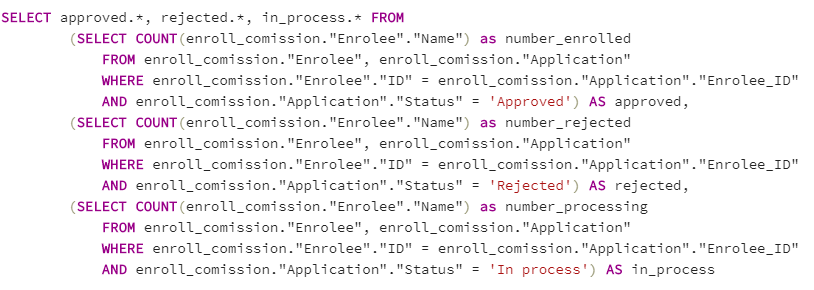 SELECT approved.*, rejected.*, in_process.* FROM
(SELECT COUNT(enroll_comission."Enrolee"."Name") as number_enrolled
FROM enroll_comission."Enrolee", enroll_comission."Application"
WHERE enroll_comission."Enrolee"."ID" = enroll_comission."Application"."Enrolee_ID"
AND enroll_comission."Application"."Status" = 'Approved') AS approved,
(SELECT COUNT(enroll_comission."Enrolee"."Name") as number_rejected
FROM enroll_comission."Enrolee", enroll_comission."Application"
WHERE enroll_comission."Enrolee"."ID" = enroll_comission."Application"."Enrolee_ID"
AND enroll_comission."Application"."Status" = 'Rejected') AS rejected,
(SELECT COUNT(enroll_comission."Enrolee"."Name") as number_processing
FROM enroll_comission."Enrolee", enroll_comission."Application"
WHERE enroll_comission."Enrolee"."ID" = enroll_comission."Application"."Enrolee_ID"
AND enroll_comission."Application"."Status" = 'In process') AS in_process